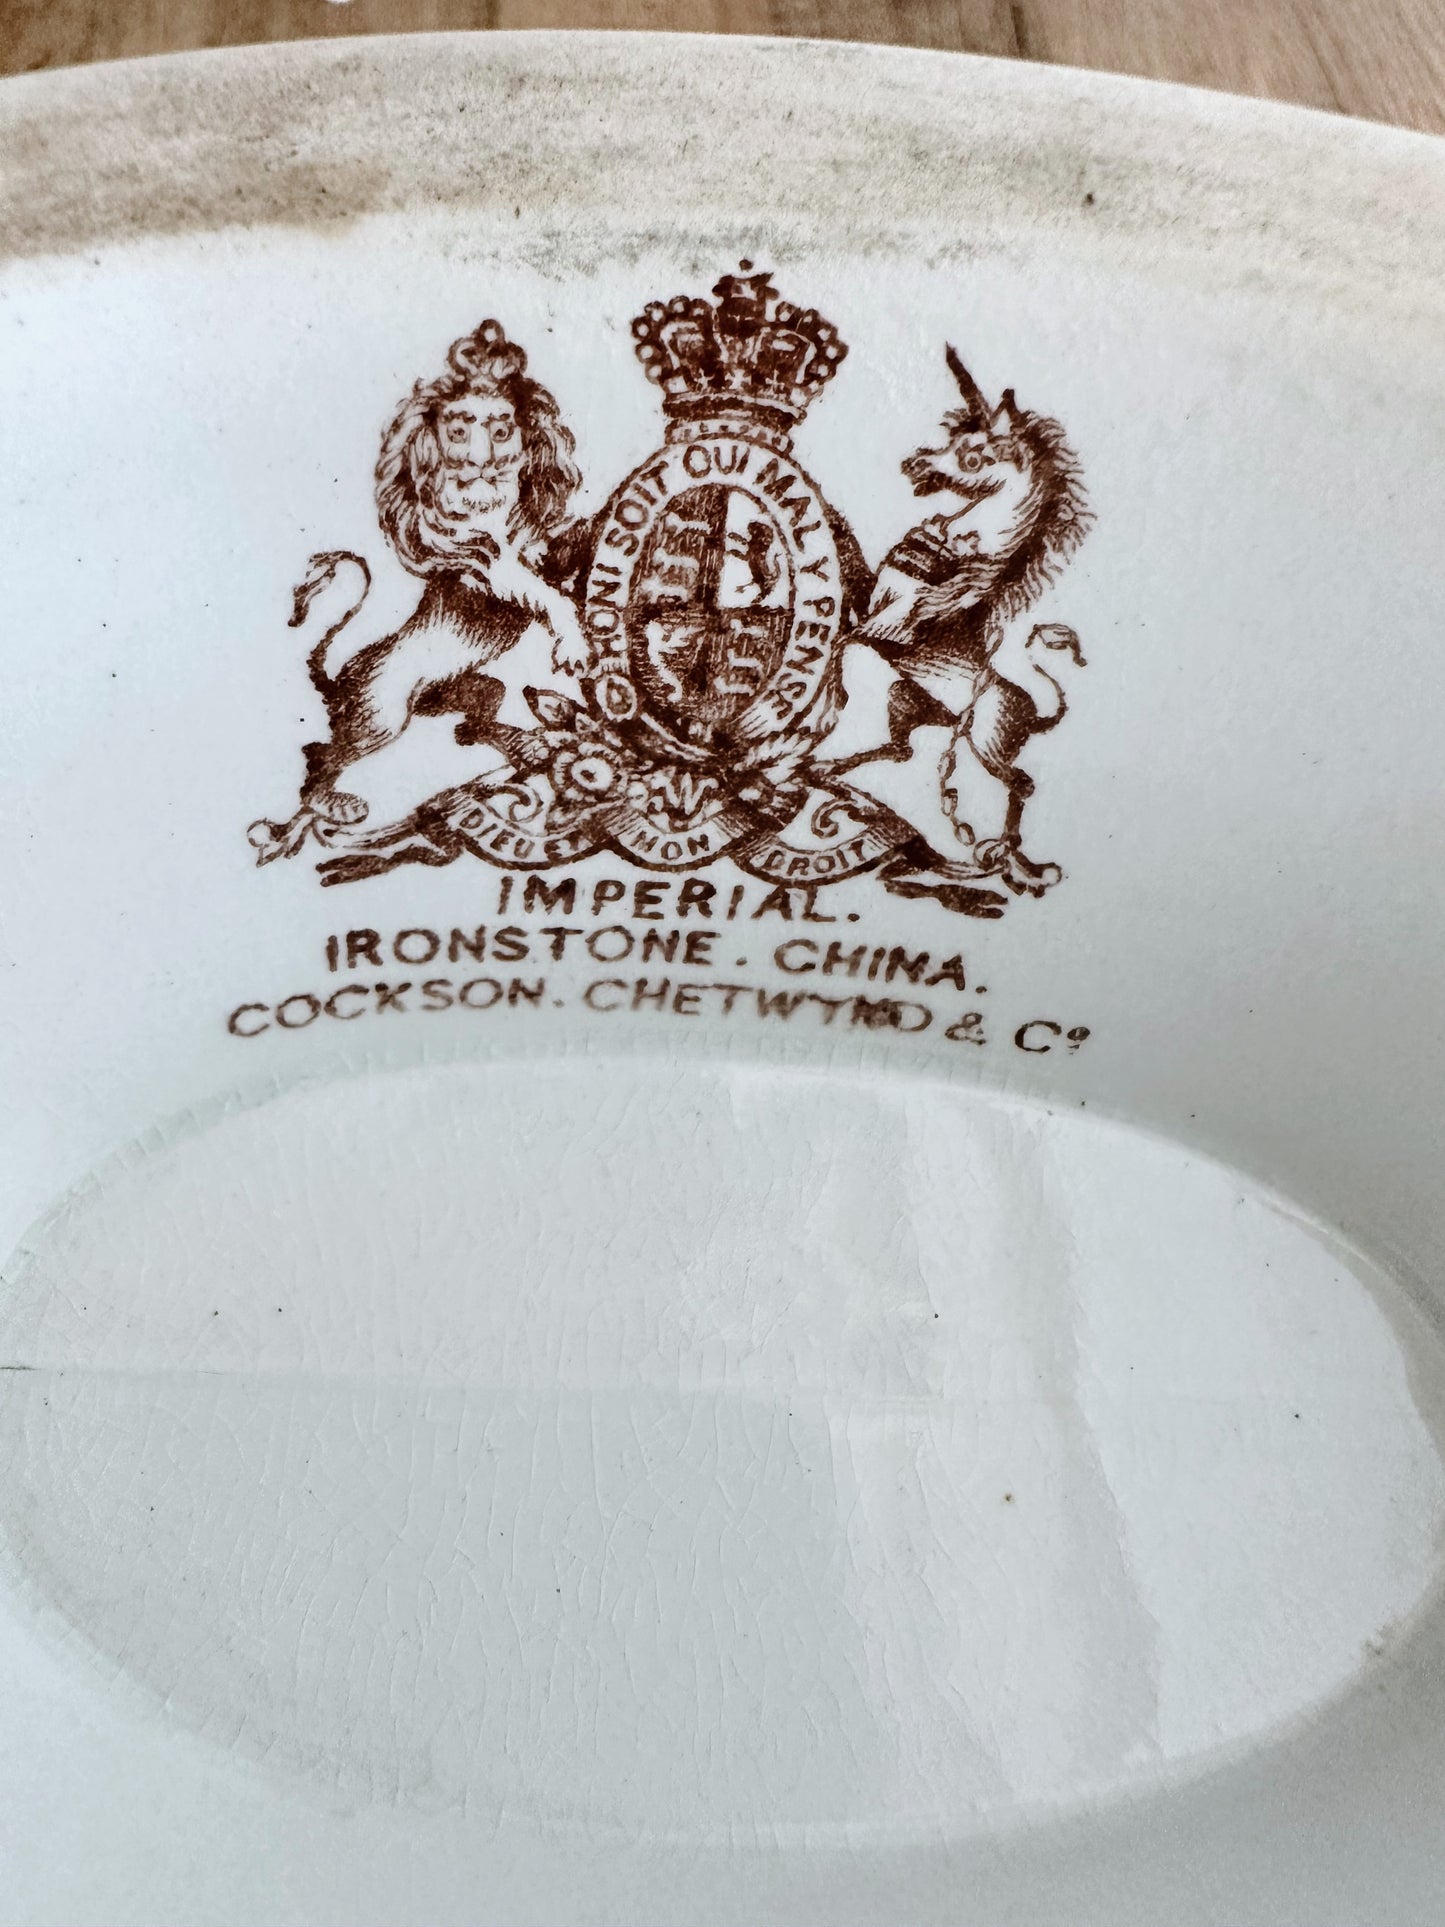 HONI SOIT QUI MAL Y PENSE
DIEU ET MON DROIT
IMPERIAL.
IRONSTONE. CHINA.
COCKSON. CHETWYND & Cº